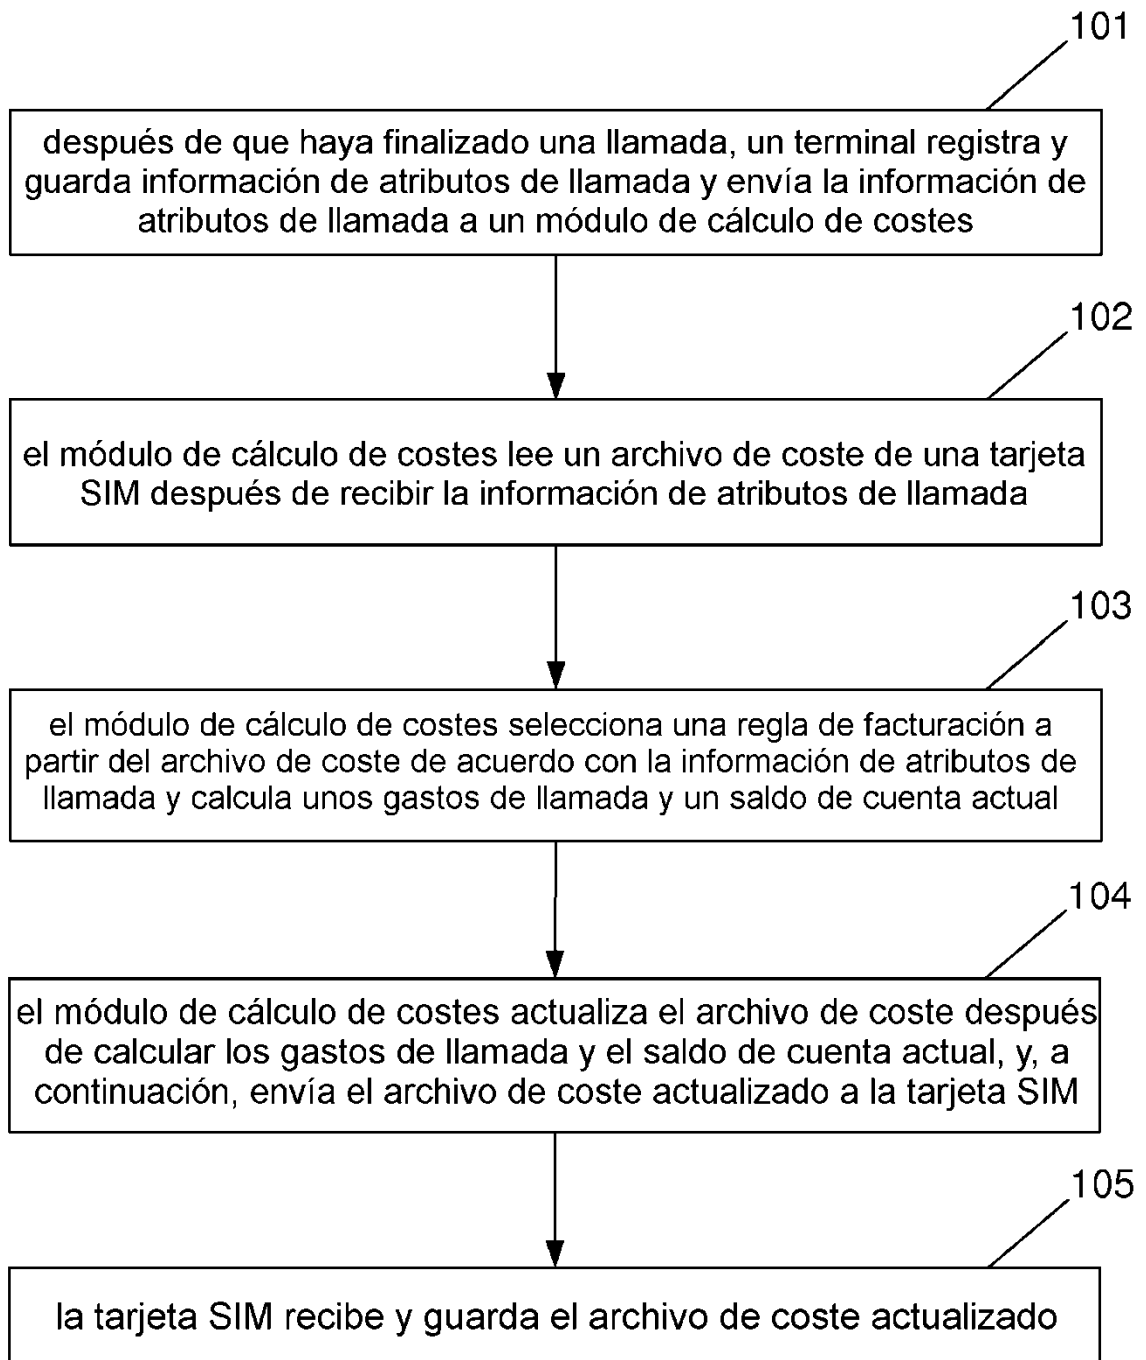 101
después de que haya finalizado una llamada, un terminal registra y
guarda información de atributos de llamada y envía la información de
atributos de llamada a un módulo de cálculo de costes
102
el módulo de cálculo de costes lee un archivo de coste de una tarjeta
SIM después de recibir la información de atributos de llamada
103
el módulo de cálculo de costes selecciona una regla de facturación a
partir del archivo de coste de acuerdo con la información de atributos de
llamada y calcula unos gastos de llamada y un saldo de cuenta actual
104
el módulo de cálculo de costes actualiza el archivo de coste después
de calcular los gastos de llamada y el saldo de cuenta actual, y, a
continuación, envía el archivo de coste actualizado a la tarjeta SIM
105
la tarjeta SIM recibe y guarda el archivo de coste actualizado